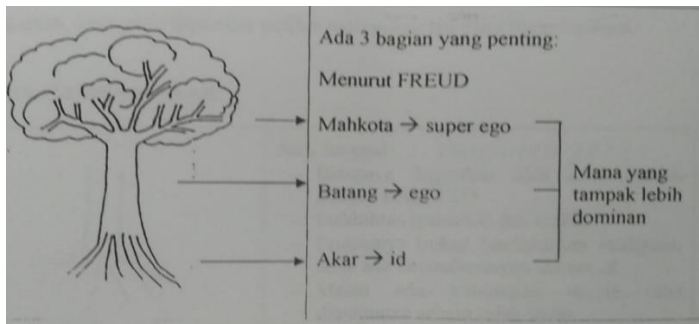 Ada 3 bagian yang penting:
Menurut FREUD
Mahkota → super ego
Batang → ego
Akar → id
Mana yang
tampak lebih
dominan